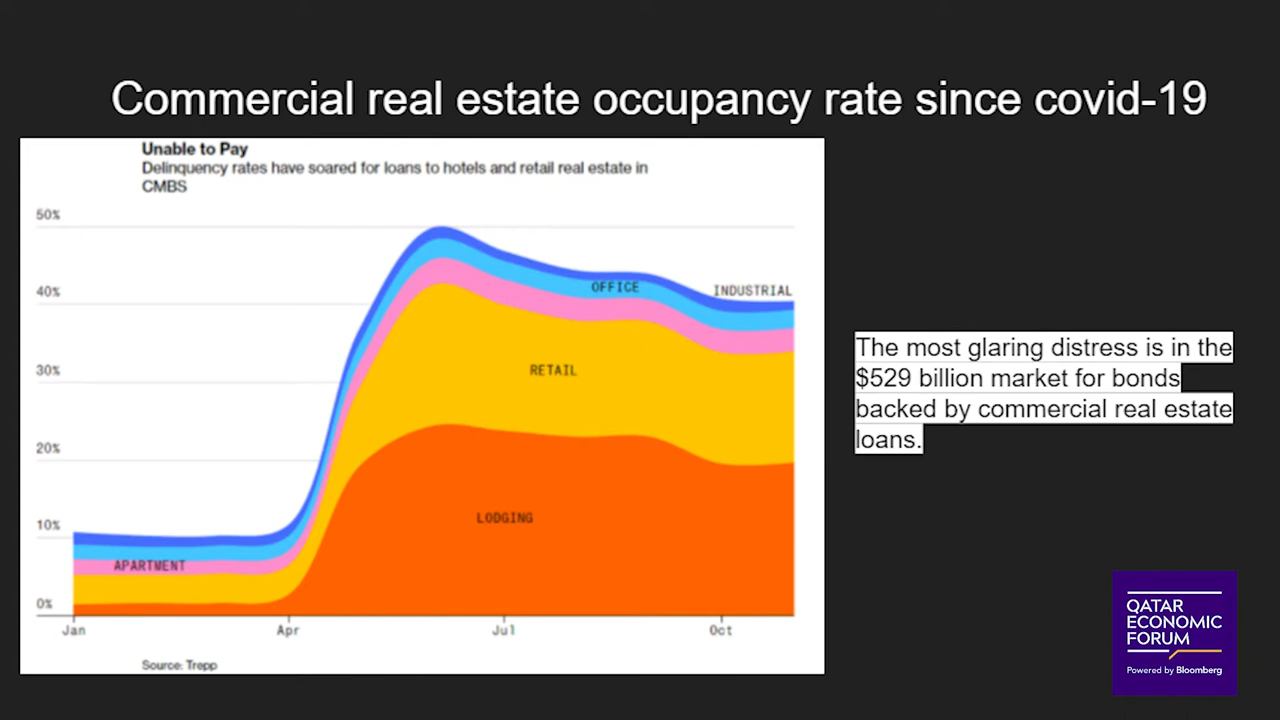 Commercial real estate occupancy rate since covid-19
Unable to Pay
Delinquency rates have soared for loans to hotels and retail real estate in
CMBS
50%
40%
30%
20%
10%
0%
OFFICE
INDUSTRIAL
RETAIL
LODGING
APARTMENT
Jan
Apr
Jul
Oct
Source: Trepp
The most glaring distress is in the
$529 billion market for bonds
backed by commercial real estate
loans.
QATAR
ECONOMIC
FORUM
Powered by Bloomberg